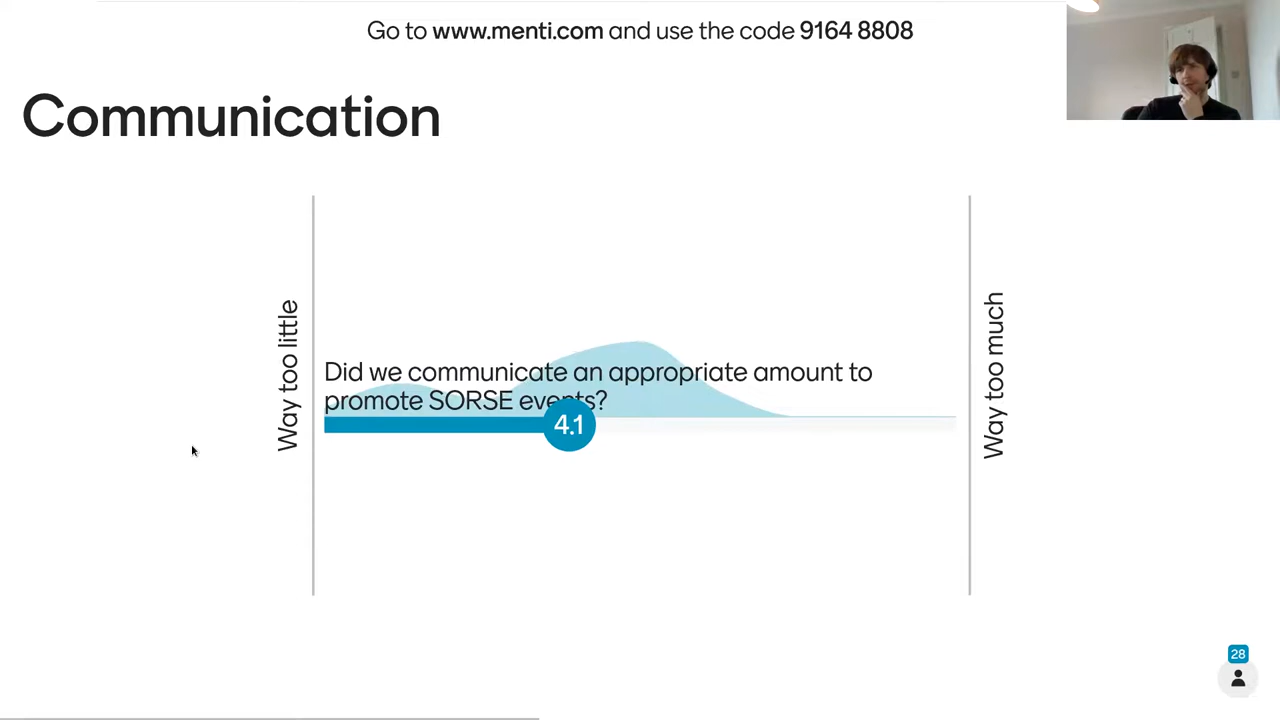 Go to www.menti.com and use the code 9164 8808
Communication
Way too little
Did we communicate an appropriate amount to
promote SORSE events?
4.1
Way too much
28